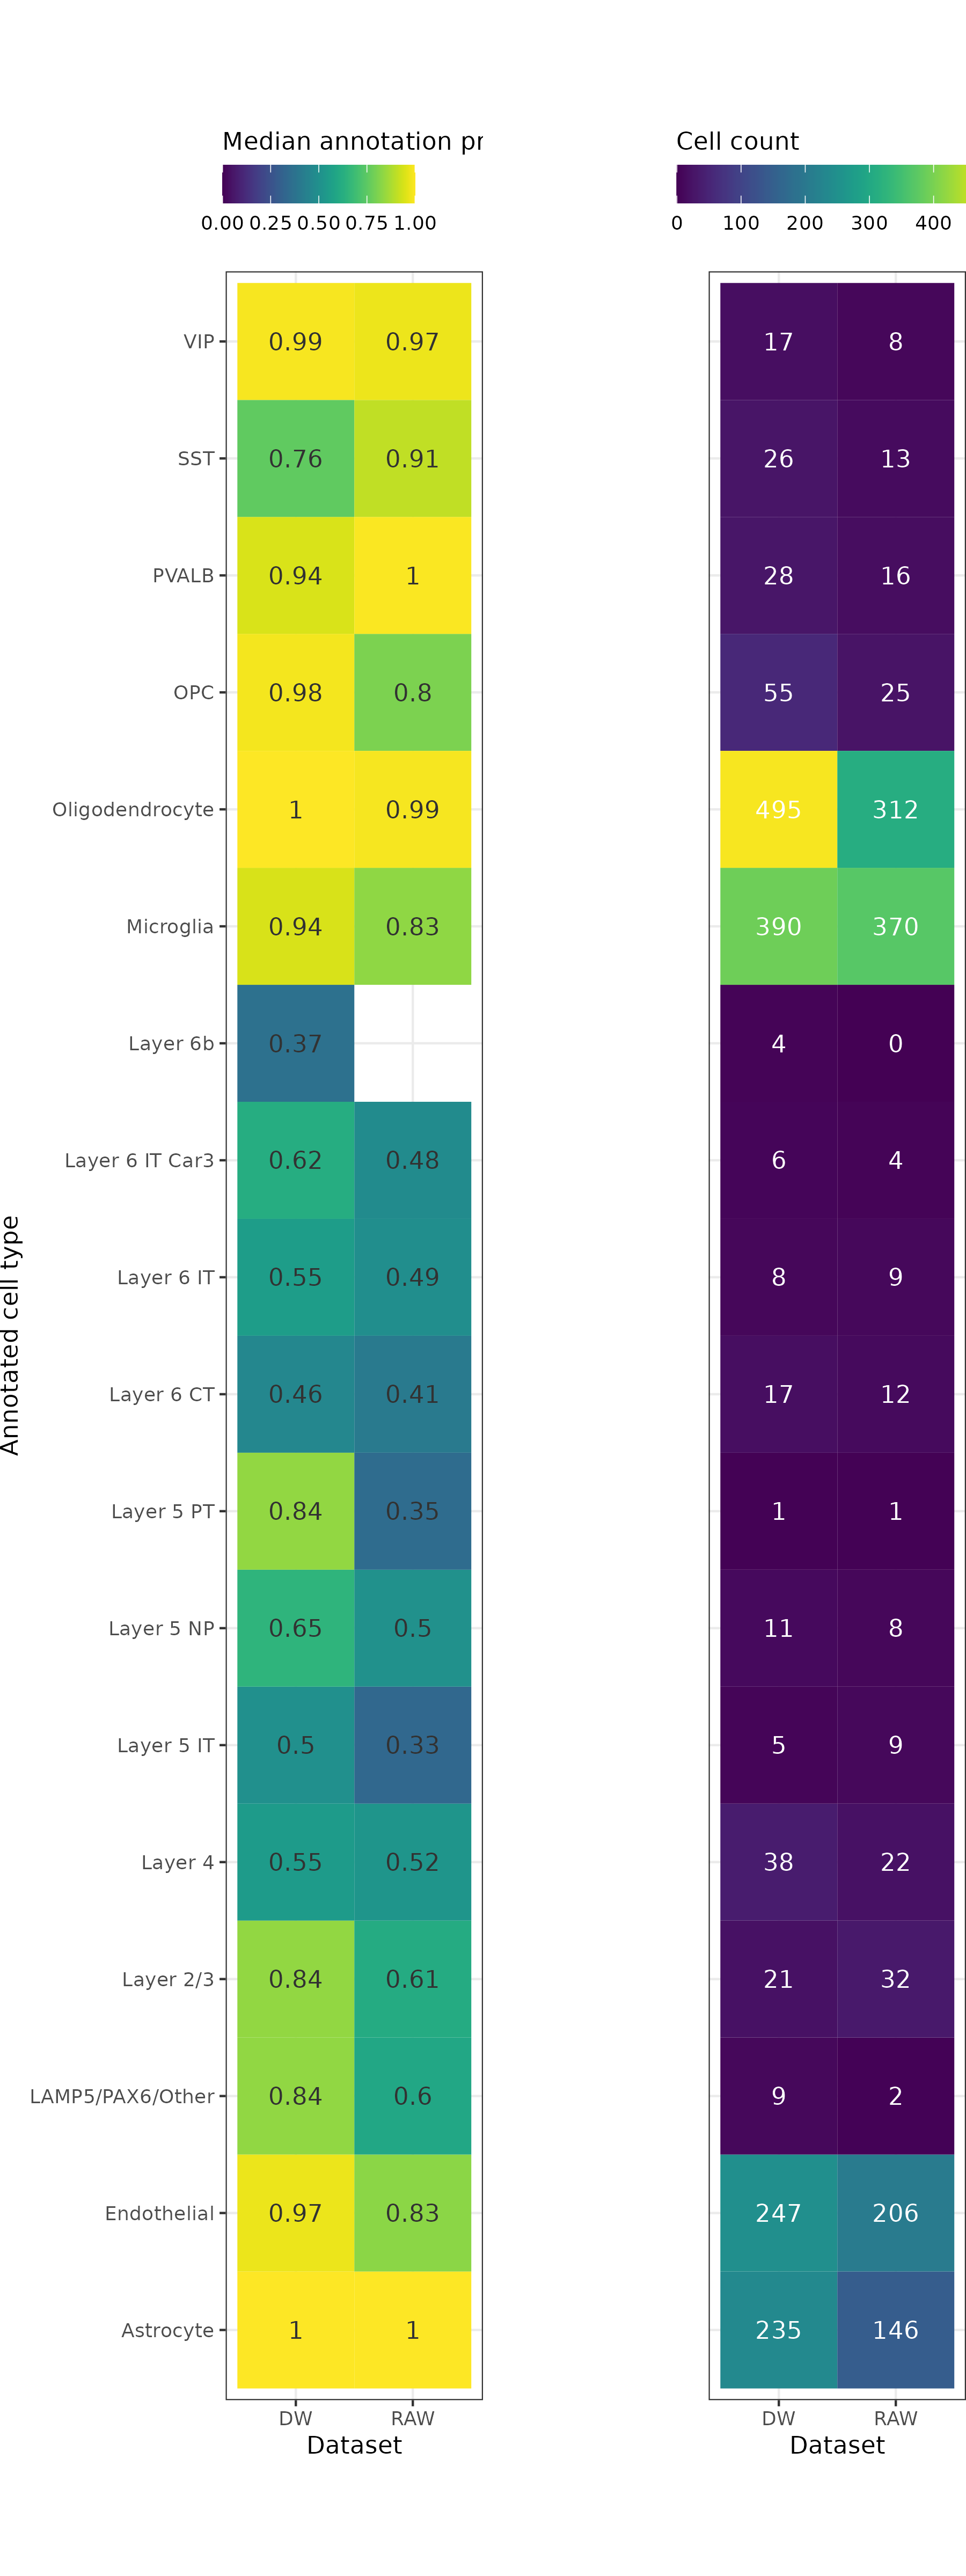 Median annotation pr
0.00 0.25 0.50 0.75 1.00
Cell count
0 100 200 300 400
VIP 0.99 0.97 17 8
SST 0.76 0.91 26 13
PVALB 0.94 1 28 16
OPC 0.98 0.8 55 25
Oligodendrocyte 1 0.99 495 312
Microglia 0.94 0.83 390 370
Layer 6b 0.37 4 0
Layer 6 IT Car3 0.62 0.48 6 4
Layer 6 IT 0.55 0.49 8 9
Layer 6 CT 0.46 0.41 17 12
Layer 5 PT 0.84 0.35 1 1
Layer 5 NP 0.65 0.5 11 8
Layer 5 IT 0.5 0.33 5 9
Layer 4 0.55 0.52 38 22
Layer 2/3 0.84 0.61 21 32
LAMP5/PAX6/Other 0.84 0.6 9 2
Endothelial 0.97 0.83 247 206
Astrocyte 1 1 235 146
Annotated cell type
DW RAW DW RAW
Dataset Dataset